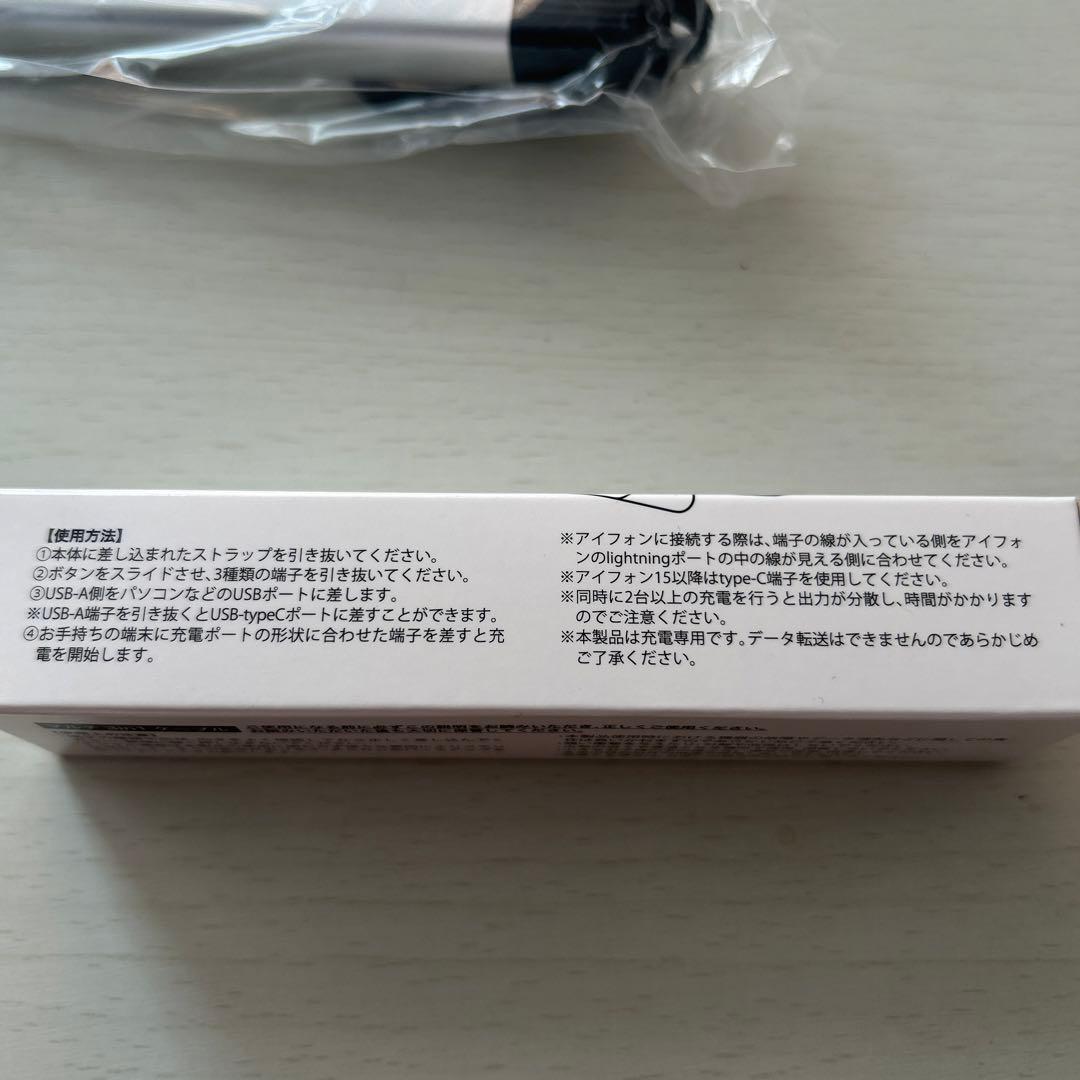 【使用方法】
①本体に差し込まれたストラップを引き抜いてください。
②ボタンをスライドさせ、3種類の端子を引き抜いてください。
③USB-A側をパソコンなどのUSBポートに差します。
※USB-A端子を引き抜くとUSB-typeCポートに差すことができます。
④お手持ちの端末に充電ポートの形状に合わせた端子を差すと充
電を開始します。
※アイフォンに接続する際は、端子の線が入っている側をアイフォ
ンのlightningポートの中の線が見える側に合わせてください。
※アイフォン15以降はtype-C端子を使用してください。
※同時に2台以上の充電を行うと出力が分散し、時間がかかります
のでご注意ください。
※本製品は充電専用です。データ転送はできませんのであらかじめ
ご了承ください。